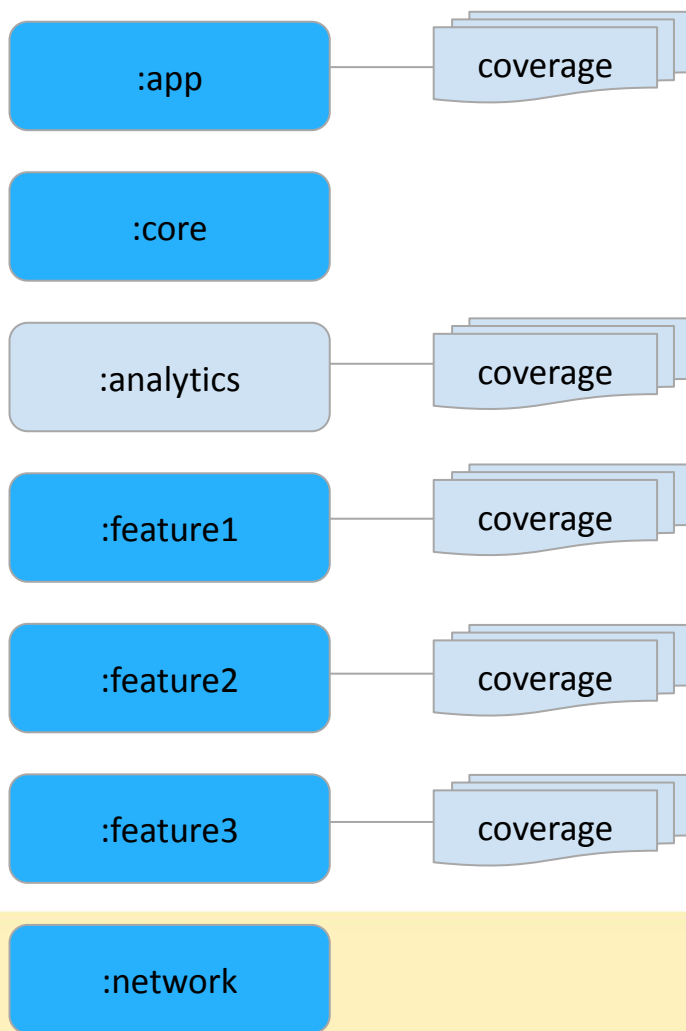 :app
coverage
:core
:analytics
coverage
:feature1
coverage
:feature2
coverage
:feature3
coverage
:network